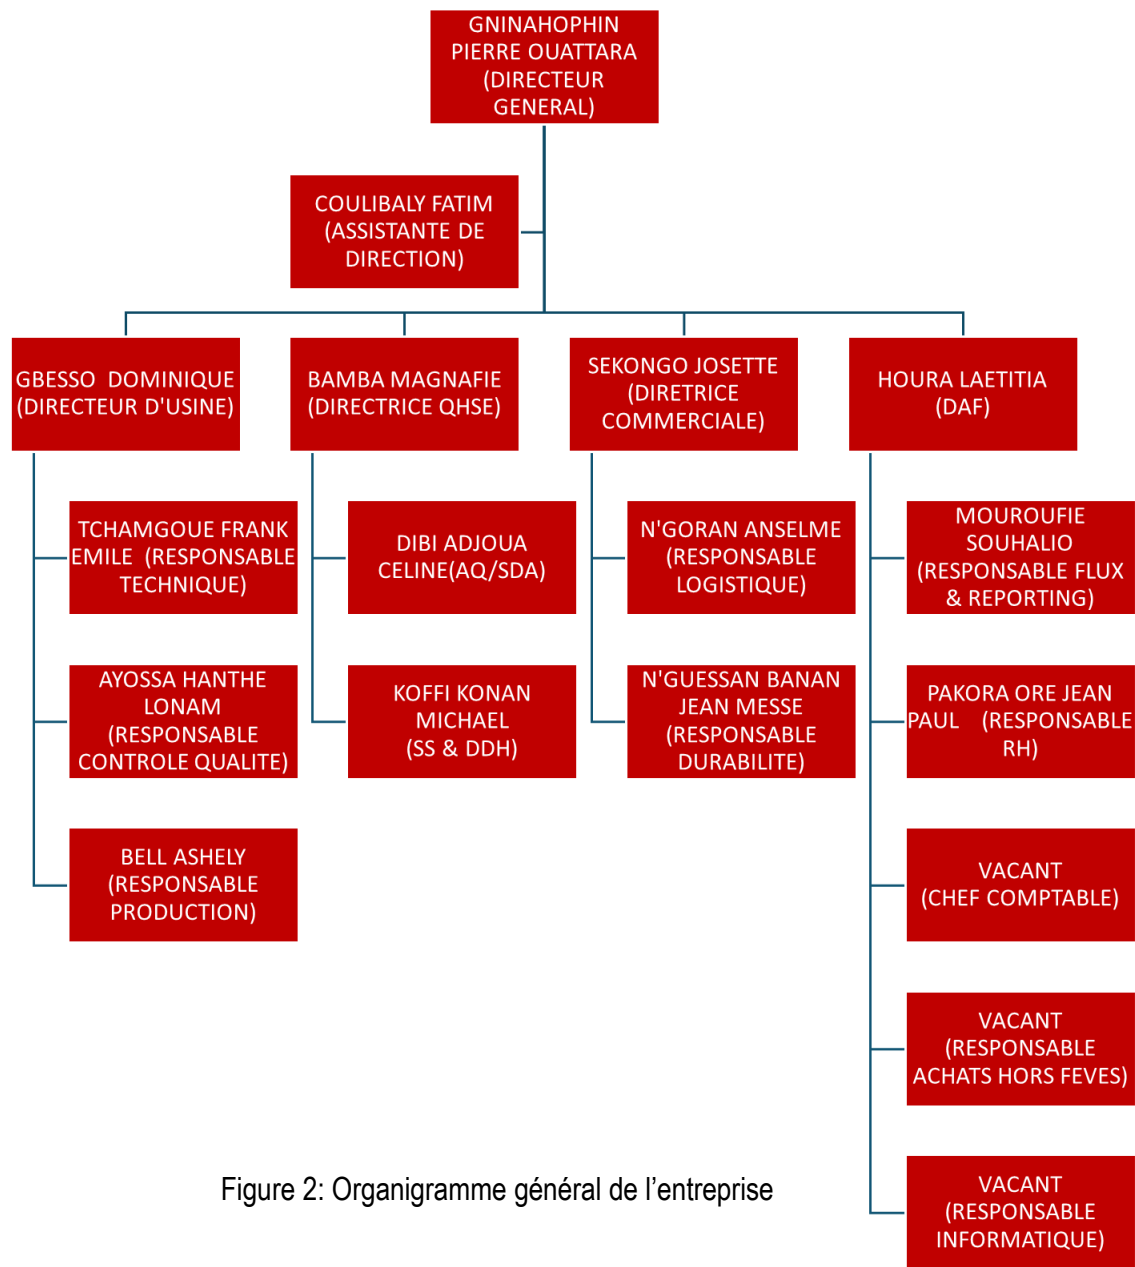 GNINAHOPHIN
PIERRE OUATTARA
(DIRECTEUR
GENERAL)
COULIBALY FATIM
(ASSISTANTE DE
DIRECTION)
GBESSO  DOMINIQUE
(DIRECTEUR D'USINE)
BAMBA MAGNAFIE
(DIRECTRICE QHSE)
SEKONGO JOSETTE
(DIRETRICE
COMMERCIALE)
HOURA LAETITIA
(DAF)
TCHAMGOUE FRANK
EMILE  (RESPONSABLE
TECHNIQUE)
AYOSSA HANTHE
LONAM
(RESPONSABLE
CONTROLE QUALITE)
BELL ASHELY
(RESPONSABLE
PRODUCTION)
DIBI ADJOUA
CELINE(AQ/SDA)
KOFFI KONAN
MICHAEL
(SS & DDH)
N'GORAN ANSELME
(RESPONSABLE
LOGISTIQUE)
N'GUESSAN BANAN
JEAN MESSE
(RESPONSABLE
DURABILITE)
MOUROUFIE
SOUHALIO
(RESPONSABLE FLUX
& REPORTING)
PAKORA ORE JEAN
PAUL    (RESPONSABLE
RH)
VACANT
(CHEF COMPTABLE)
VACANT
(RESPONSABLE
ACHATS HORS FEVES)
VACANT
(RESPONSABLE
INFORMATIQUE)
Figure 2: Organigramme général de l’entreprise